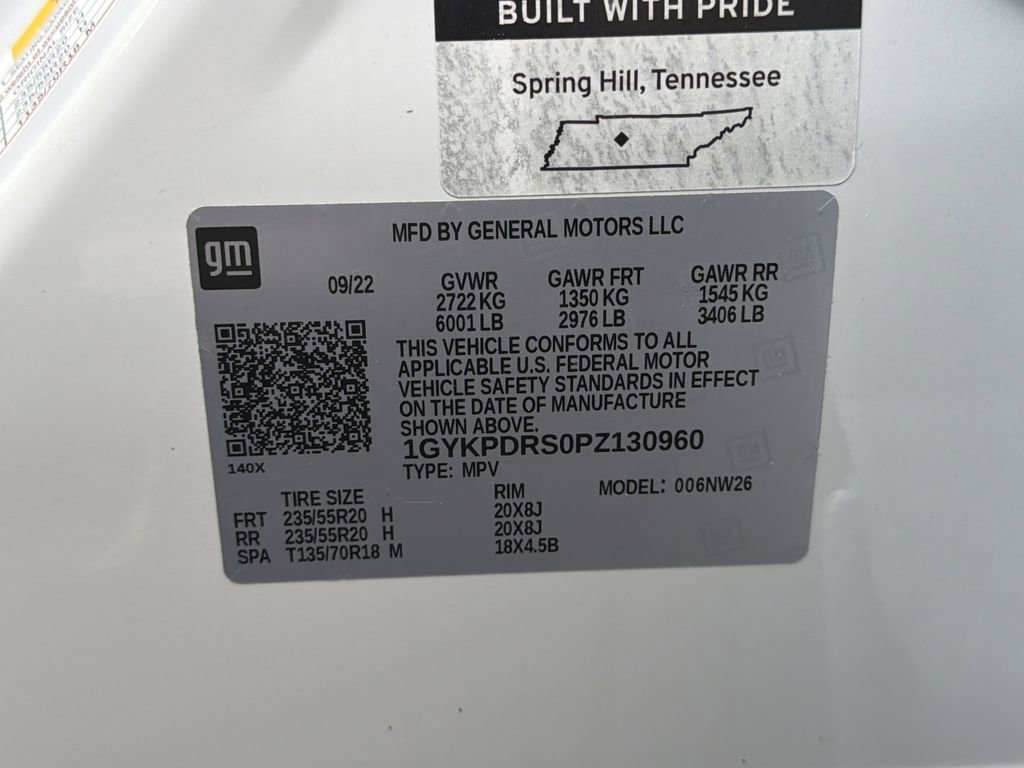 BUILT WITH PRIDE
Spring Hill, Tennessee
gm
MFD BY GENERAL MOTORS LLC
09/22 GVWR GAWR FRT GAWR RR
2722 KG 1350 KG 1545 KG
6001 LB 2976 LB 3406 LB
THIS VEHICLE CONFORMS TO ALL
APPLICABLE U.S. FEDERAL MOTOR
VEHICLE SAFETY STANDARDS IN EFFECT
ON THE DATE OF MANUFACTURE
SHOWN ABOVE.
1GYKPDRS0PZ130960
140X
TYPE: MPV MODEL: 006NW26
TIRE SIZE RIM
FRT 235/55R20 H 20X8J
RR 235/55R20 H 20X8J
SPA T135/70R18 M 18X4.5B